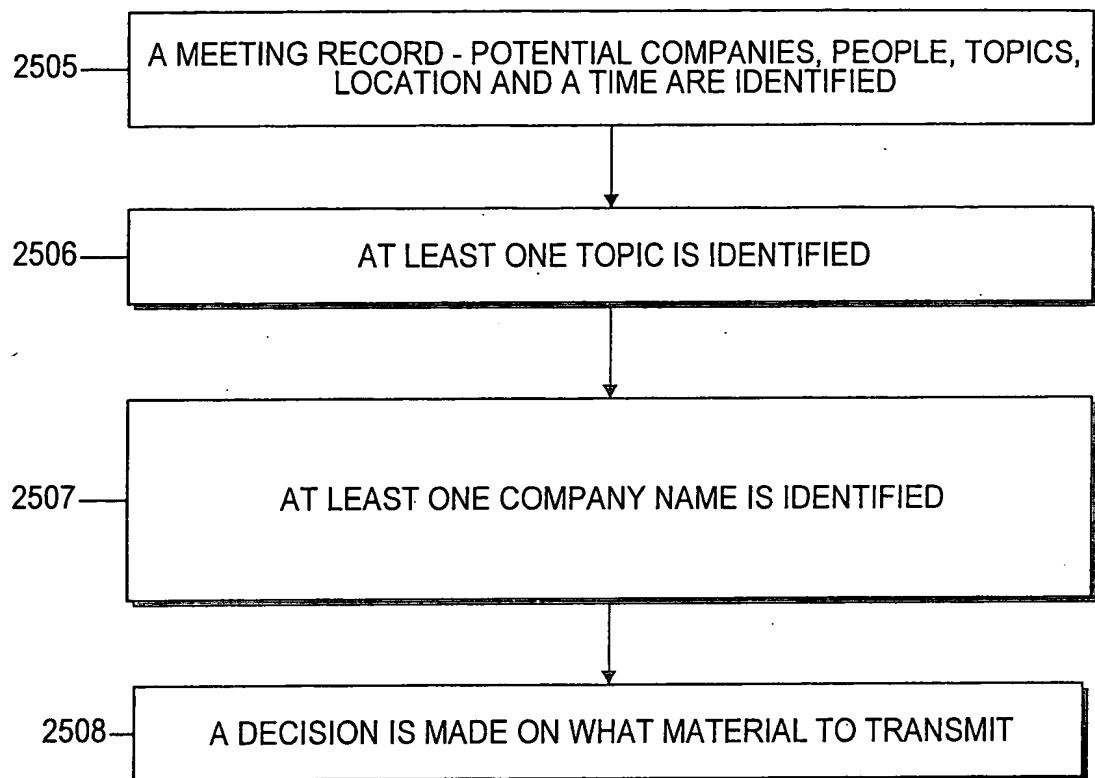 2505
A MEETING RECORD - POTENTIAL COMPANIES, PEOPLE, TOPICS,
LOCATION AND A TIME ARE IDENTIFIED
2506
AT LEAST ONE TOPIC IS IDENTIFIED
2507
AT LEAST ONE COMPANY NAME IS IDENTIFIED
2508
A DECISION IS MADE ON WHAT MATERIAL TO TRANSMIT